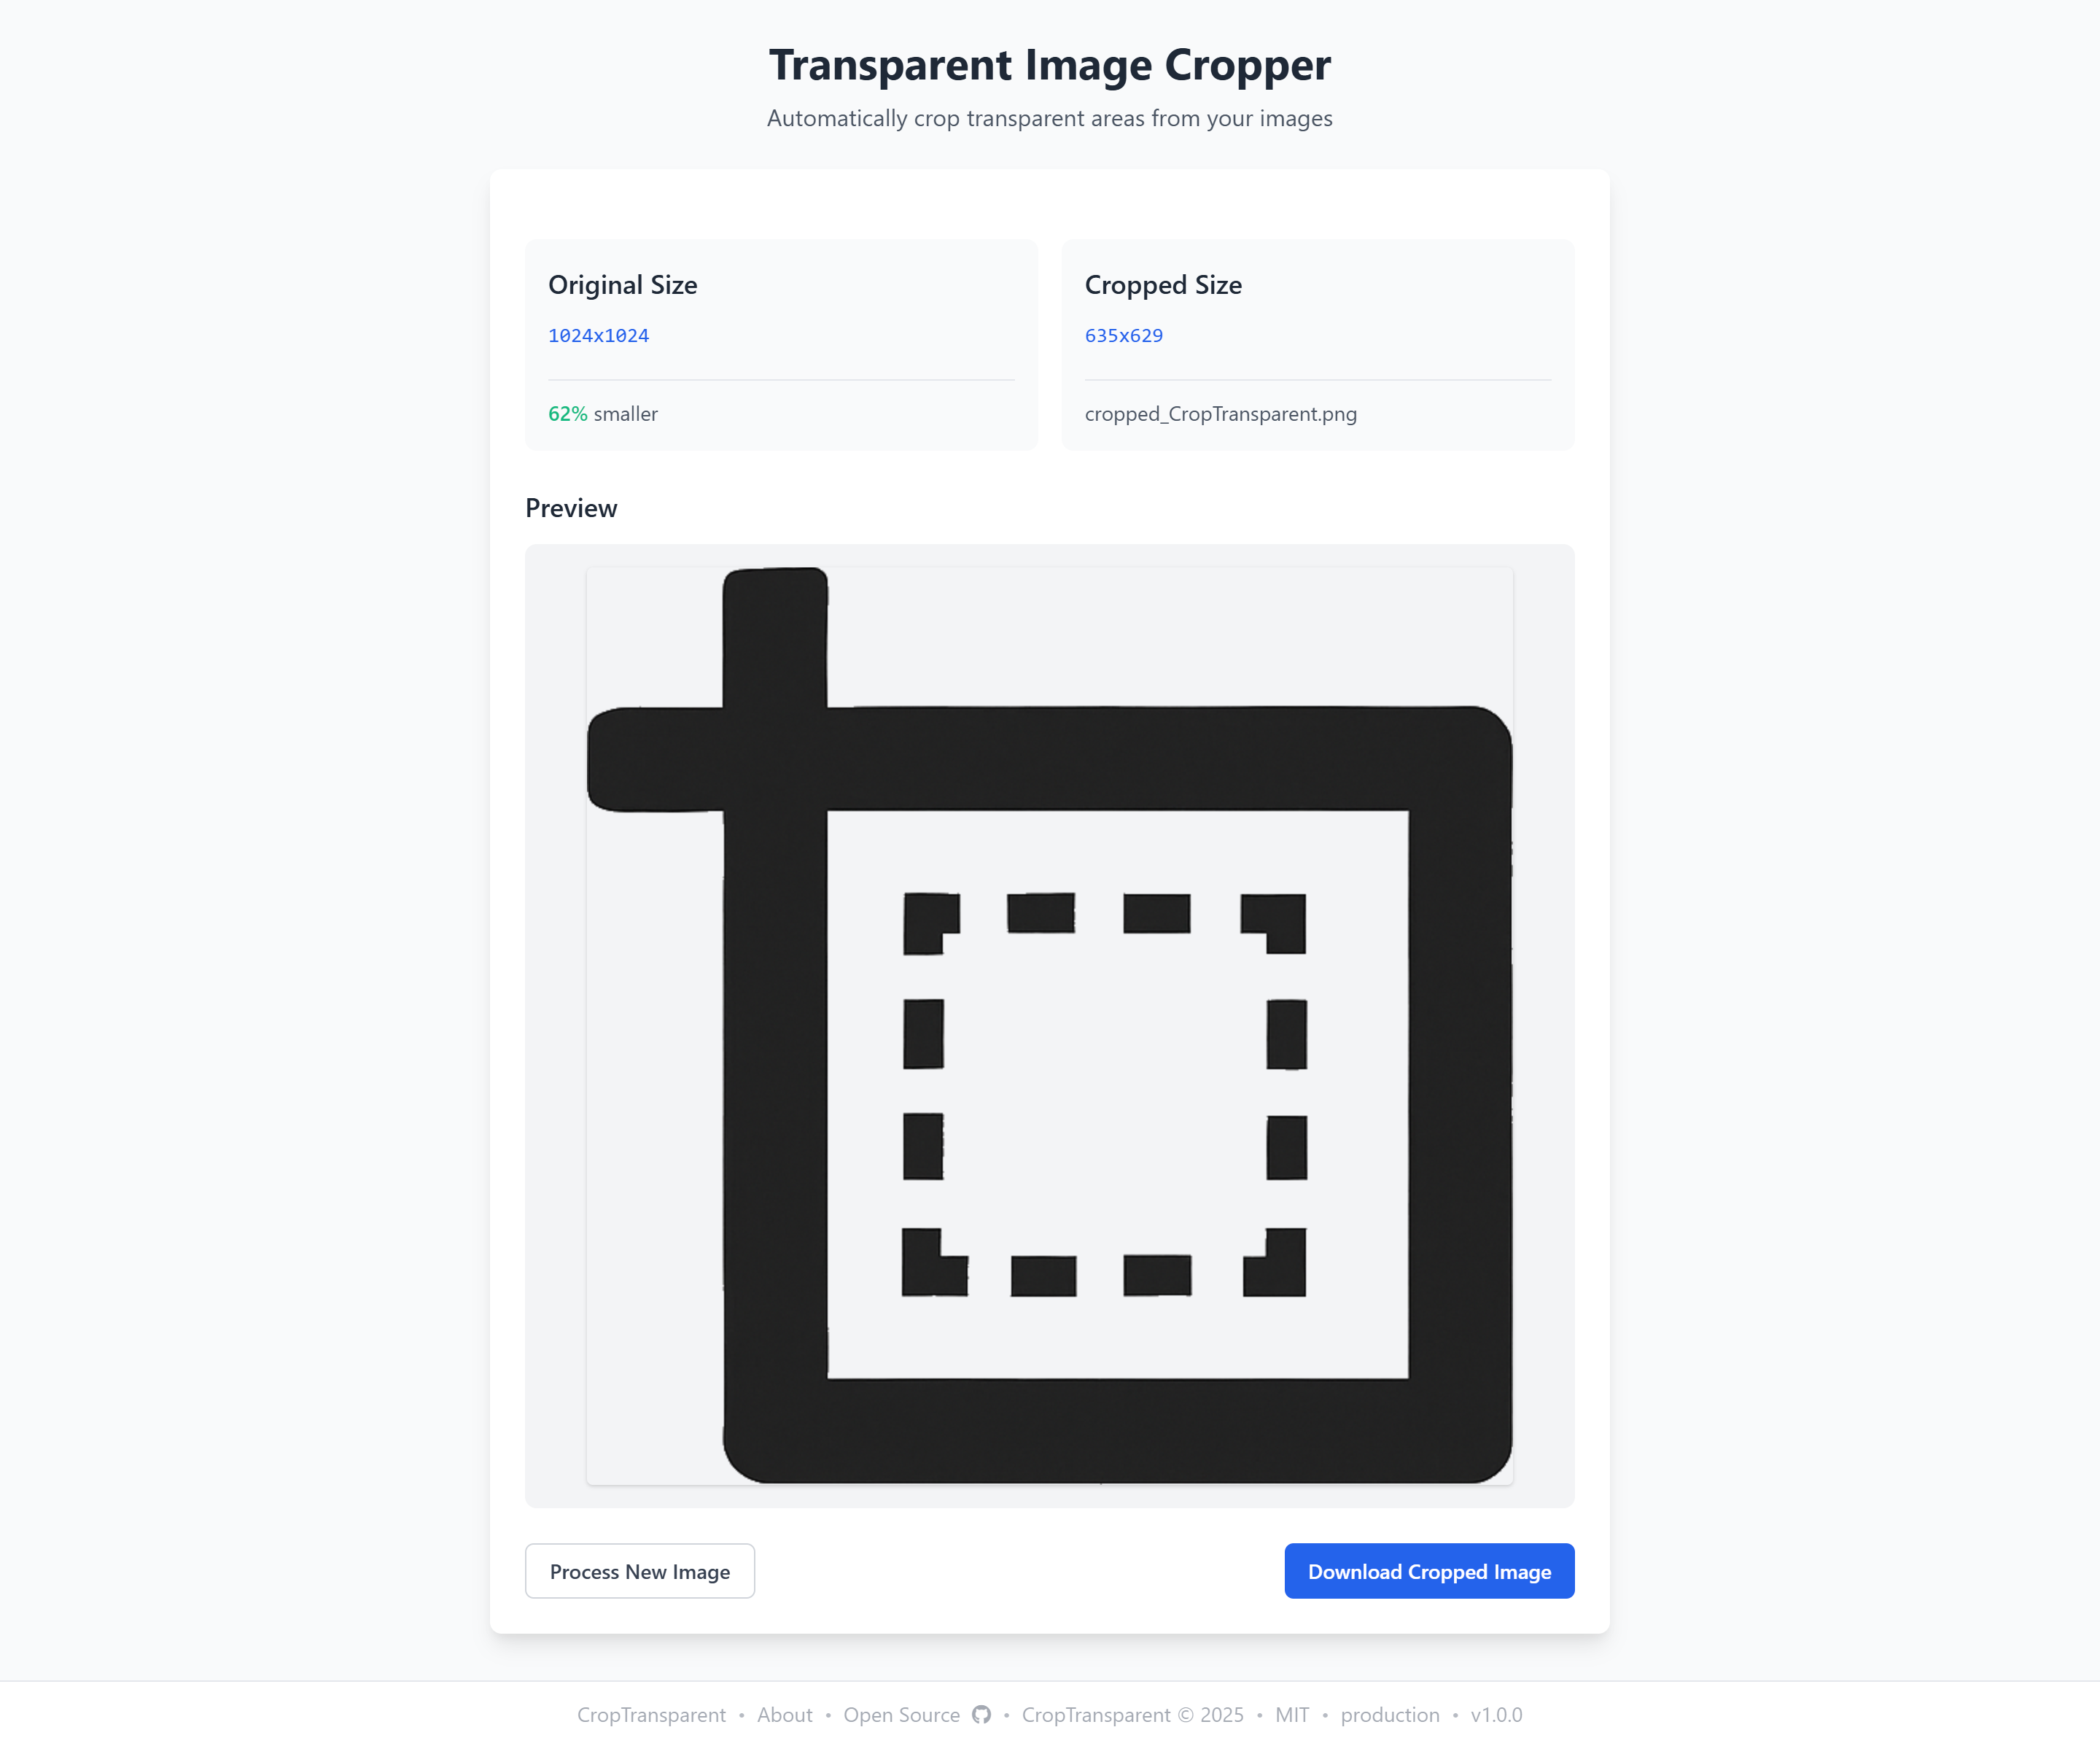 Transparent Image Cropper
Automatically crop transparent areas from your images
Original Size
1024x1024
62% smaller
Cropped Size
635x629
cropped_CropTransparent.png
Preview
Process New Image
Download Cropped Image
CropTransparent • About • Open Source • CropTransparent © 2025 • MIT • production • v1.0.0